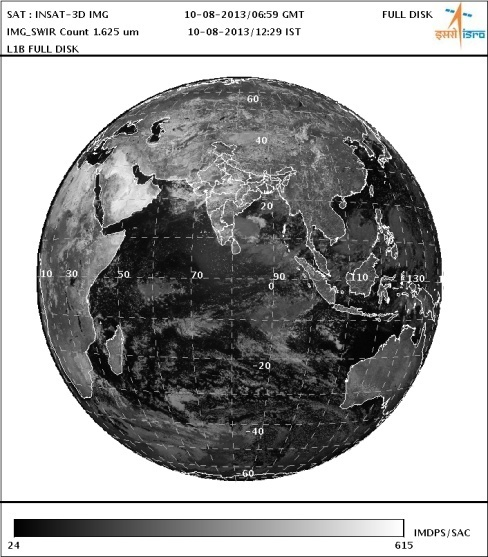 SAT : INSAT-3D IMG 10-08-2013/06:59 GMT FULL DISK
IMG_SWIR Count 1.625 um 10-08-2013/12:29 IST
L1B FULL DISK
इसरो isro
60
40
20
10 30 50 70 90 110 130
0
-20
-40
-60
IMDPS/SAC
24 615